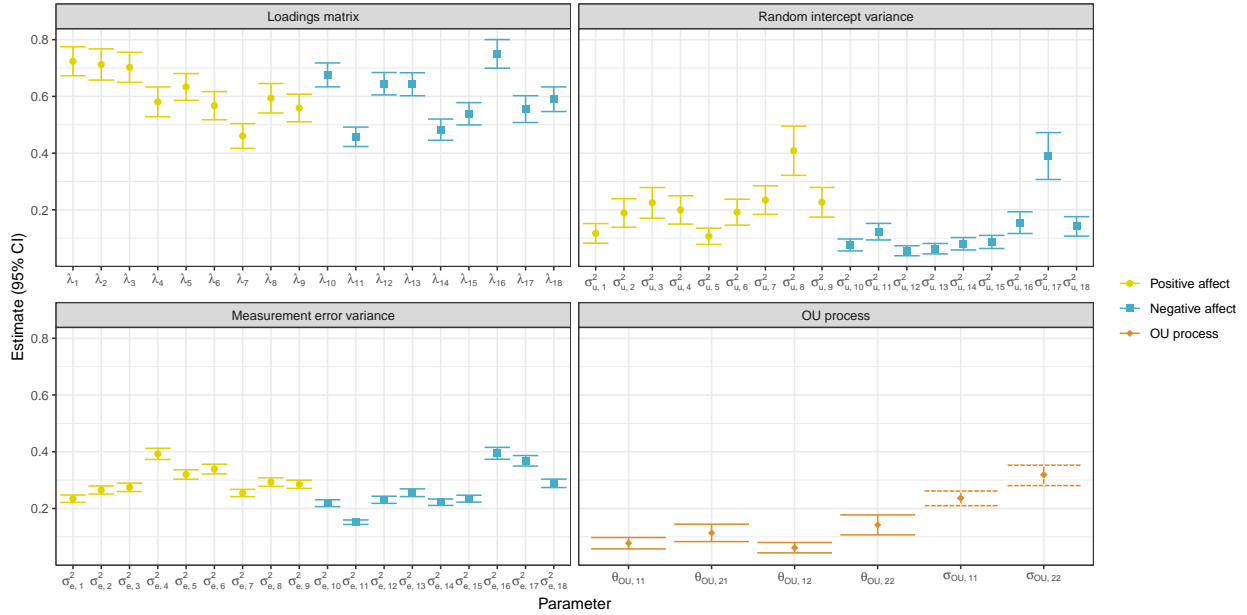 Loadings matrix
Random intercept variance
0.8
0.6
0.4
0.2
λ1 λ2 λ3 λ4 λ5 λ6 λ7 λ8 λ9 λ10 λ11 λ12 λ13 λ14 λ15 λ16 λ17 λ18
σ²u, 1 σ²u, 2 σ²u, 3 σ²u, 4 σ²u, 5 σ²u, 6 σ²u, 7 σ²u, 8 σ²u, 9 σ²u, 10 σ²u, 11 σ²u, 12 σ²u, 13 σ²u, 14 σ²u, 15 σ²u, 16 σ²u, 17 σ²u, 18
Estimate (95% CI)
Positive affect
Negative affect
OU process
Measurement error variance
OU process
0.8
0.6
0.4
0.2
σ²e, 1 σ²e, 2 σ²e, 3 σ²e, 4 σ²e, 5 σ²e, 6 σ²e, 7 σ²e, 8 σ²e, 9 σ²e, 10 σ²e, 11 σ²e, 12 σ²e, 13 σ²e, 14 σ²e, 15 σ²e, 16 σ²e, 17 σ²e, 18
θOU, 11 θOU, 21 θOU, 12 θOU, 22 σOU, 11 σOU, 22
Parameter